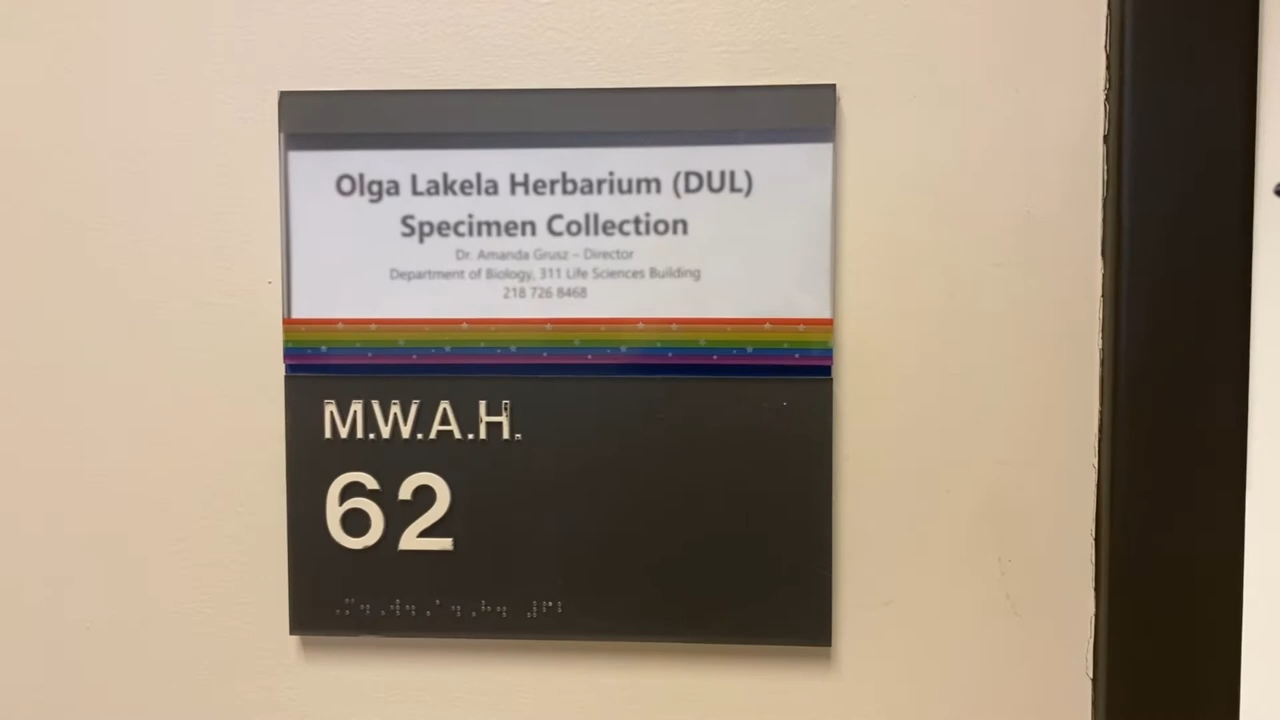 Olga Lakela Herbarium (DUL)
Specimen Collection
Dr. Amanda Grusz – Director
Department of Biology, 311 Life Sciences Building
218 726 8468
M.W.A.H.
62